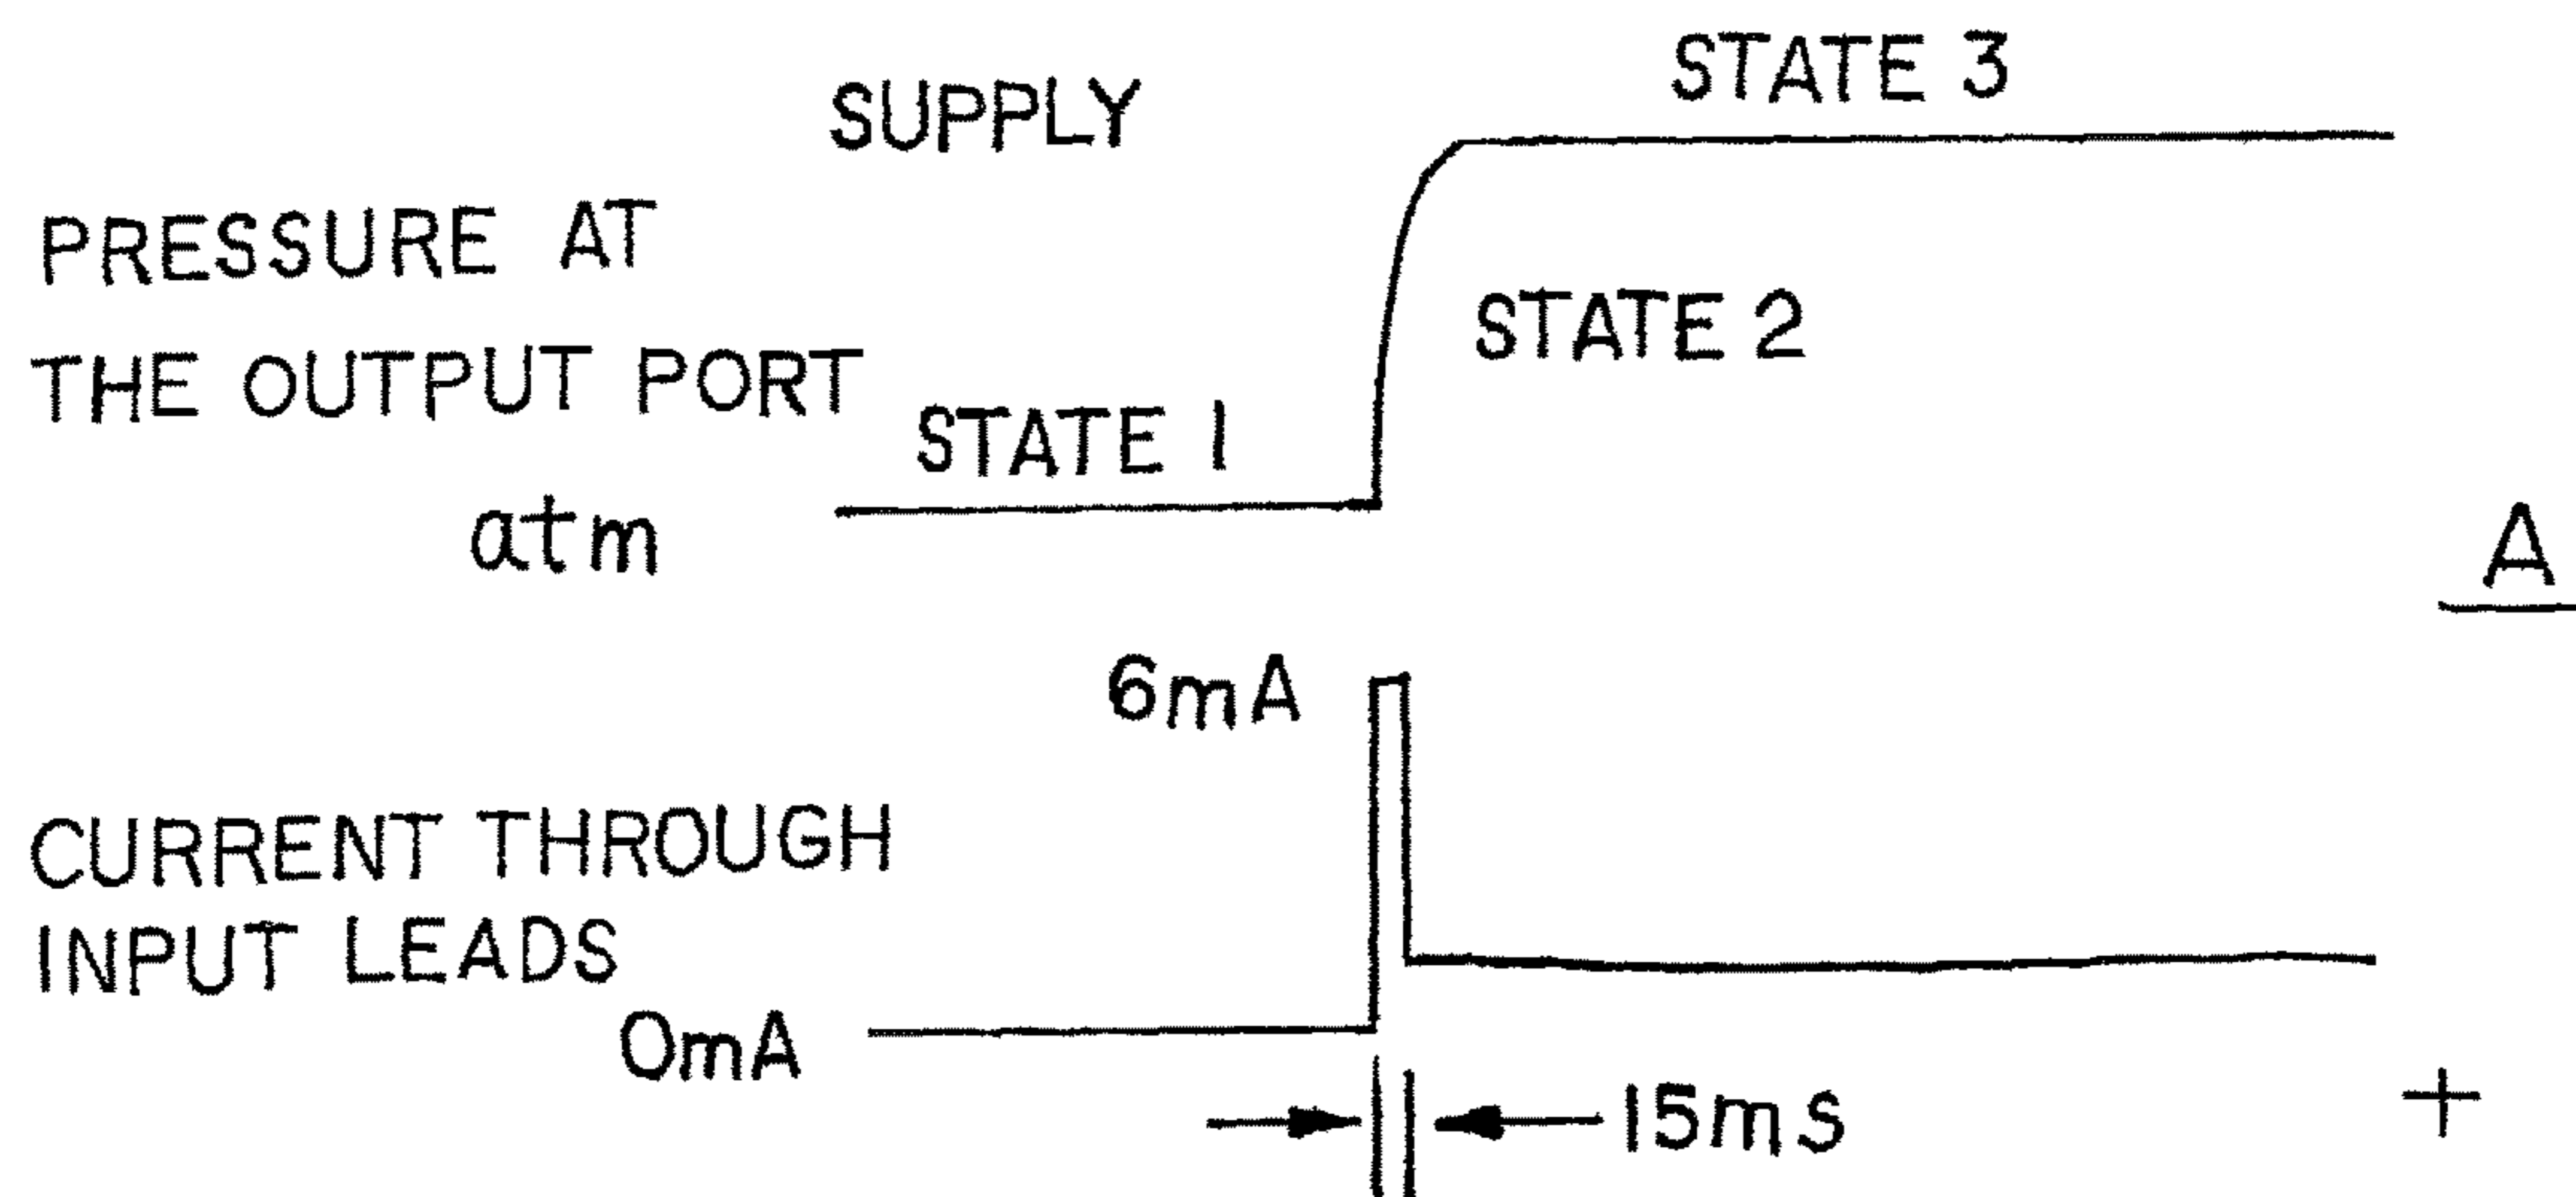 STATE 3
SUPPLY
PRESSURE AT
THE OUTPUT PORT
STATE 2
STATE 1
atm
A
6mA
CURRENT THROUGH
INPUT LEADS
0mA
15ms
+